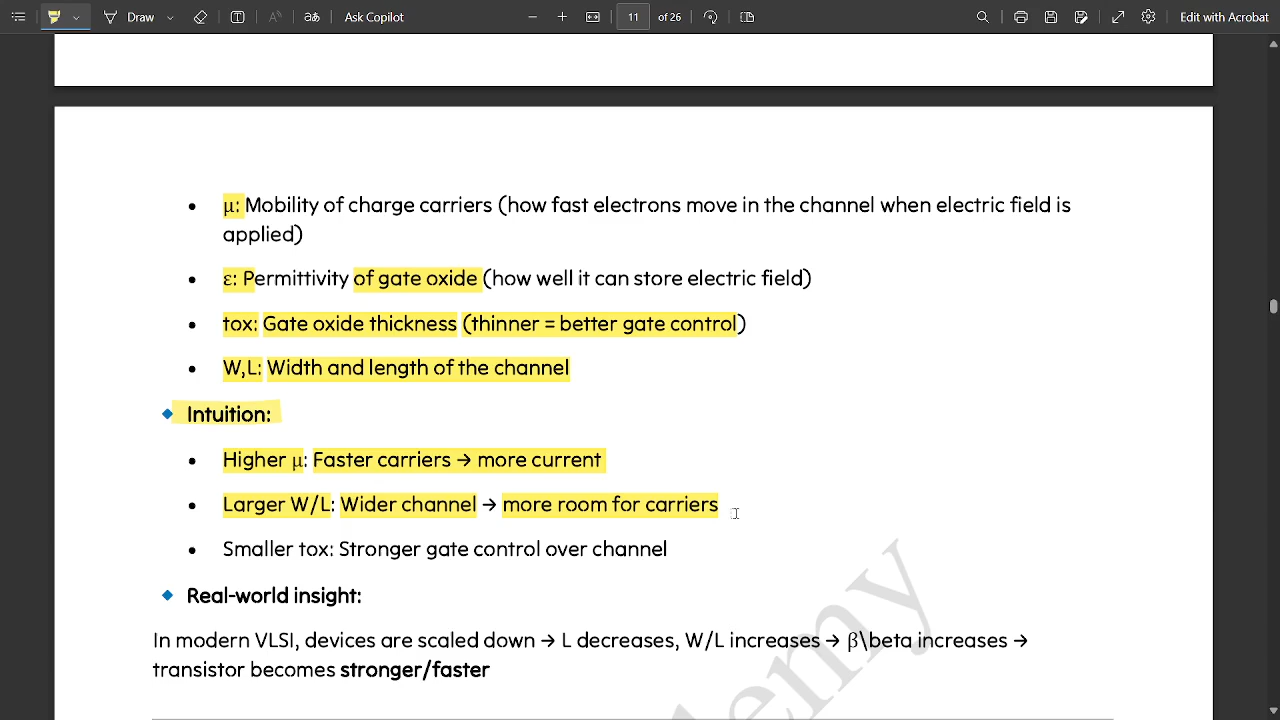 Draw
Ask Copilot
11 of 26
Edit with Acrobat
• μ: Mobility of charge carriers (how fast electrons move in the channel when electric field is
applied)
• ε: Permittivity of gate oxide (how well it can store electric field)
• tox: Gate oxide thickness (thinner = better gate control)
• W,L: Width and length of the channel
🔹 Intuition:
• Higher μ: Faster carriers → more current
• Larger W/L: Wider channel → more room for carriers
• Smaller tox: Stronger gate control over channel
🔹 Real-world insight:
In modern VLSI, devices are scaled down → L decreases, W/L increases → β\beta increases →
transistor becomes stronger/faster